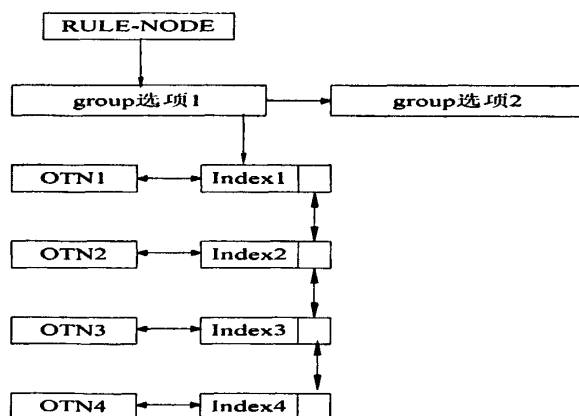 RULE-NODE
group选项1
group选项2
OTN1
Index1
OTN2
Index2
OTN3
Index3
OTN4
Index4